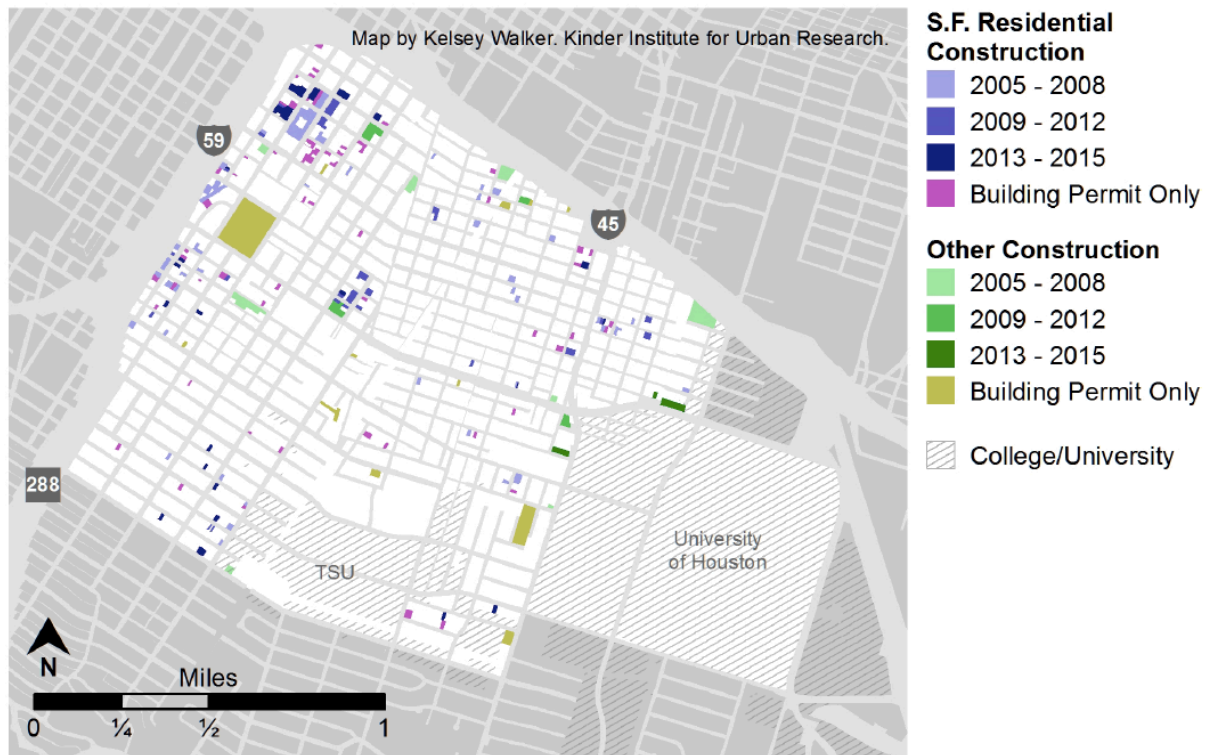 Map by Kelsey Walker. Kinder Institute for Urban Research.
59
45
288
TSU
University
of Houston
N
Miles
0 ¼ ½ 1
S.F. Residential
Construction
2005 - 2008
2009 - 2012
2013 - 2015
Building Permit Only
Other Construction
2005 - 2008
2009 - 2012
2013 - 2015
Building Permit Only
College/University